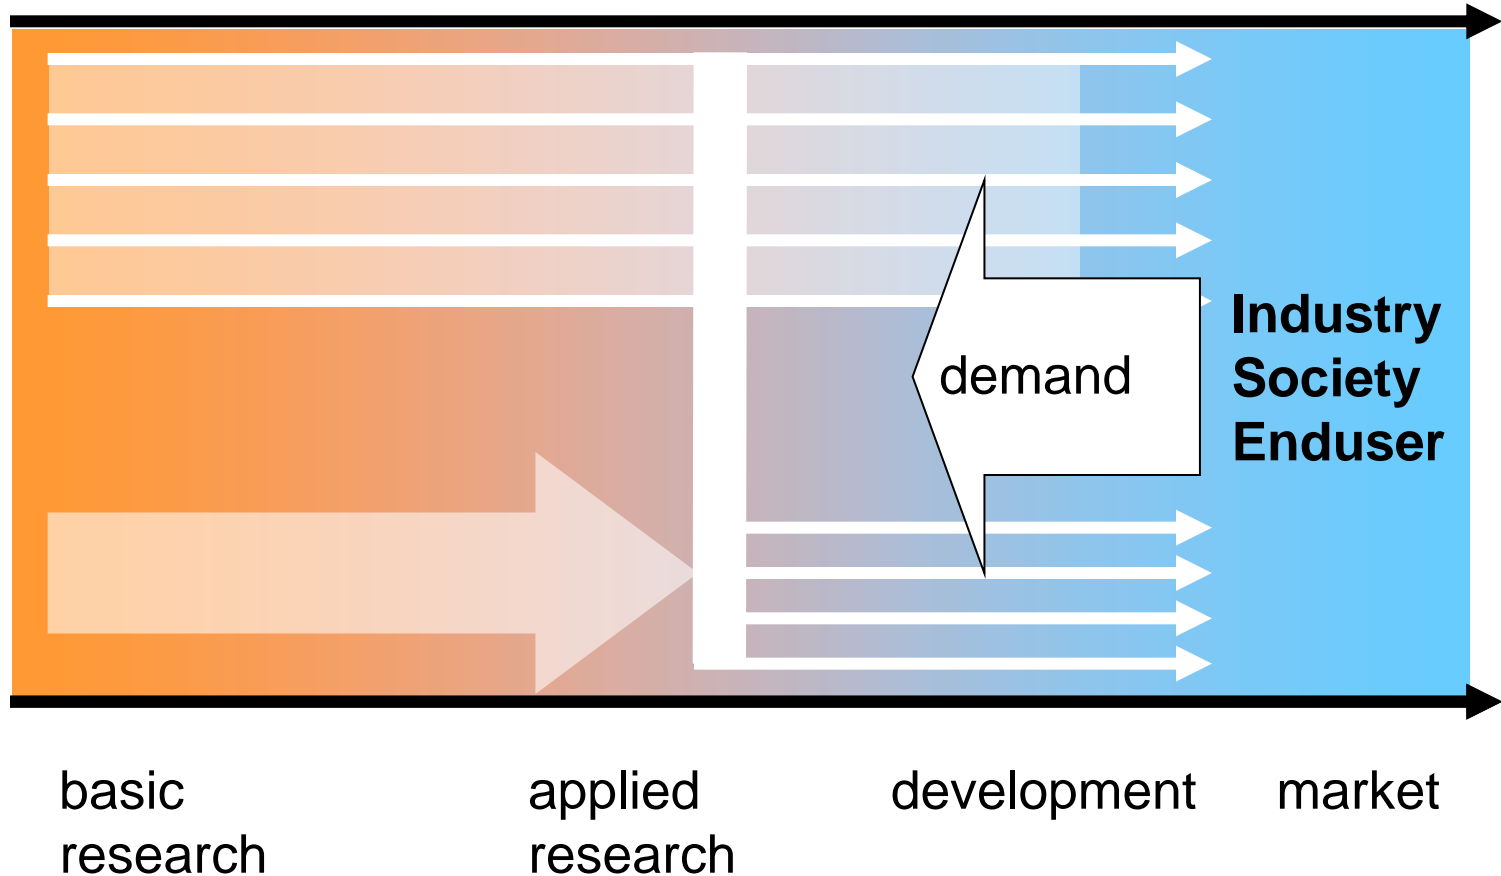 Industry
Society
Enduser
demand
basic
research
applied
research
development
market